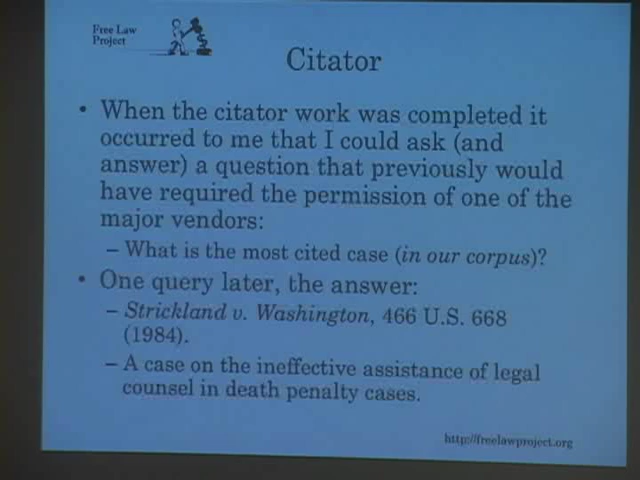 Free Law
Project
Citator
• When the citator work was completed it
occurred to me that I could ask (and
answer) a question that previously would
have required the permission of one of the
major vendors:
– What is the most cited case (in our corpus)?
• One query later, the answer:
– Strickland v. Washington, 466 U.S. 668
(1984).
– A case on the ineffective assistance of legal
counsel in death penalty cases.
http://freelawproject.org